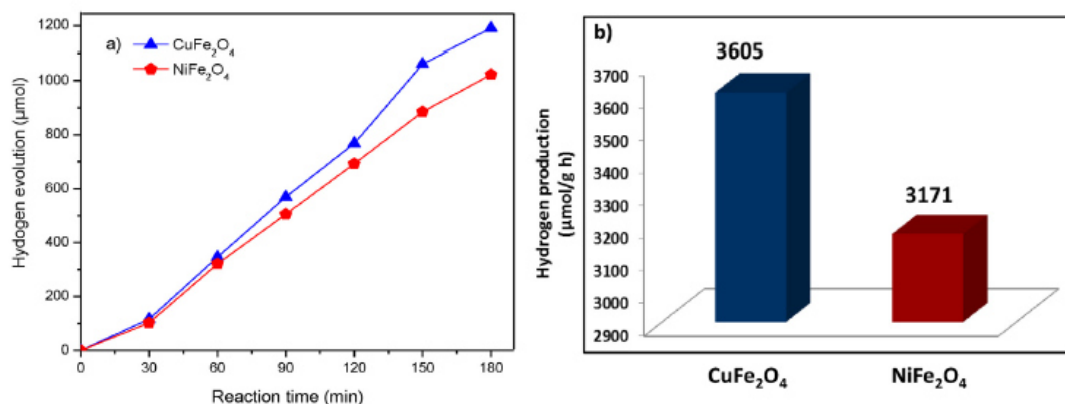 a)
CuFe₂O₄
NiFe₂O₄
Hydogen evolution (µmol)
1200
1000
800
600
400
200
0
0 30 60 90 120 150 180
Reaction time (min)
b)
3605
3171
Hydrogen production
(µmol/g h)
3700
3600
3500
3400
3300
3200
3100
3000
2900
CuFe₂O₄ NiFe₂O₄